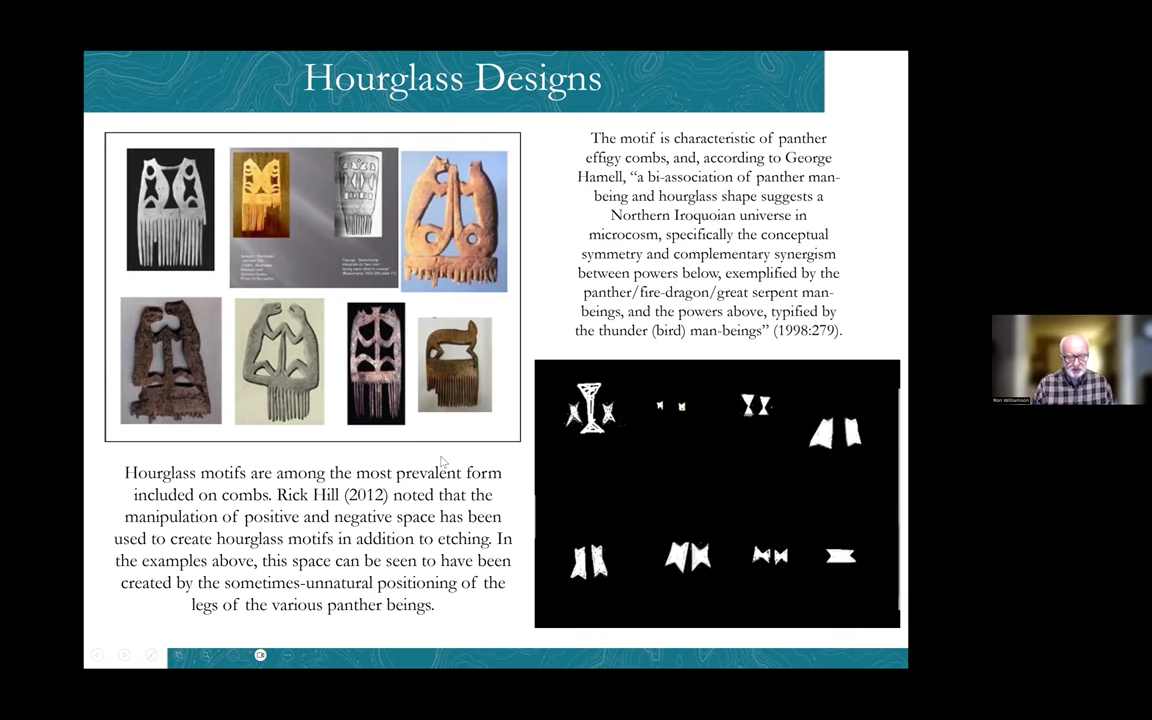 Hourglass Designs
The motif is characteristic of panther
effigy combs, and, according to George
Hamell, “a bi-association of panther man-
being and hourglass shape suggests a
Northern Iroquoian universe in
microcosm, specifically the conceptual
symmetry and complementary synergism
between powers below, exemplified by the
panther/fire-dragon/great serpent man-
beings, and the powers above, typified by
the thunder (bird) man-beings” (1998:279).
Hourglass motifs are among the most prevalent form
included on combs. Rick Hill (2012) noted that the
manipulation of positive and negative space has been
used to create hourglass motifs in addition to etching. In
the examples above, this space can be seen to have been
created by the sometimes-unnatural positioning of the
legs of the various panther beings.
Ron Williamson